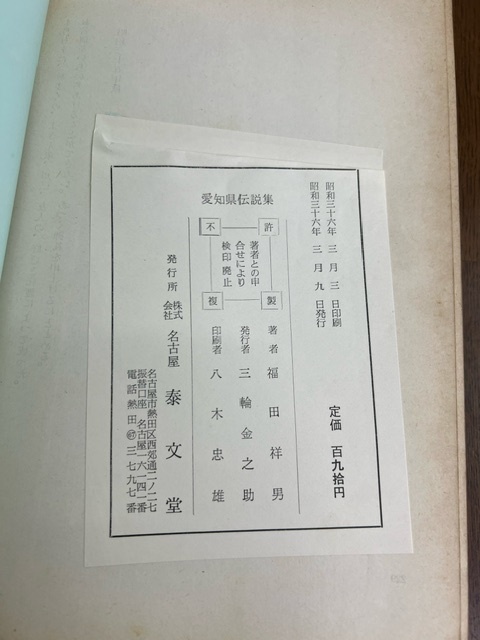 昭和三十六年 三月 三日印刷
昭和三十六年 三月 九日発行
定価 百九拾円
愛知県伝説集
不許複製
著者との申
合せにより
検印廃止
著者 福田祥男
発行者 三輪金之助
印刷者 八木忠雄
発行所 株式会社 名古屋 泰文堂
名古屋市熱田区西郊通二ノ二七
振替口座 名古屋一六一四一番
電話熱田㊿三七九七番